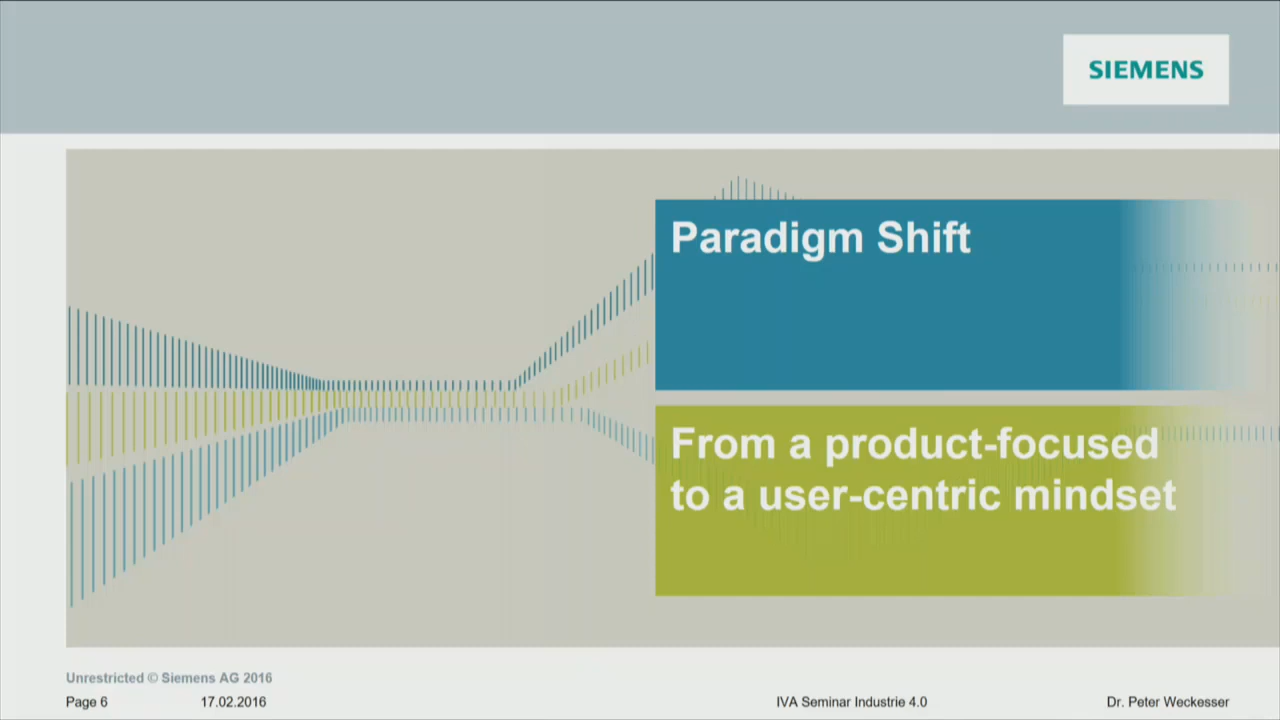 SIEMENS
Paradigm Shift
From a product-focused
to a user-centric mindset
Unrestricted © Siemens AG 2016
Page 6 17.02.2016 IVA Seminar Industrie 4.0 Dr. Peter Weckesser